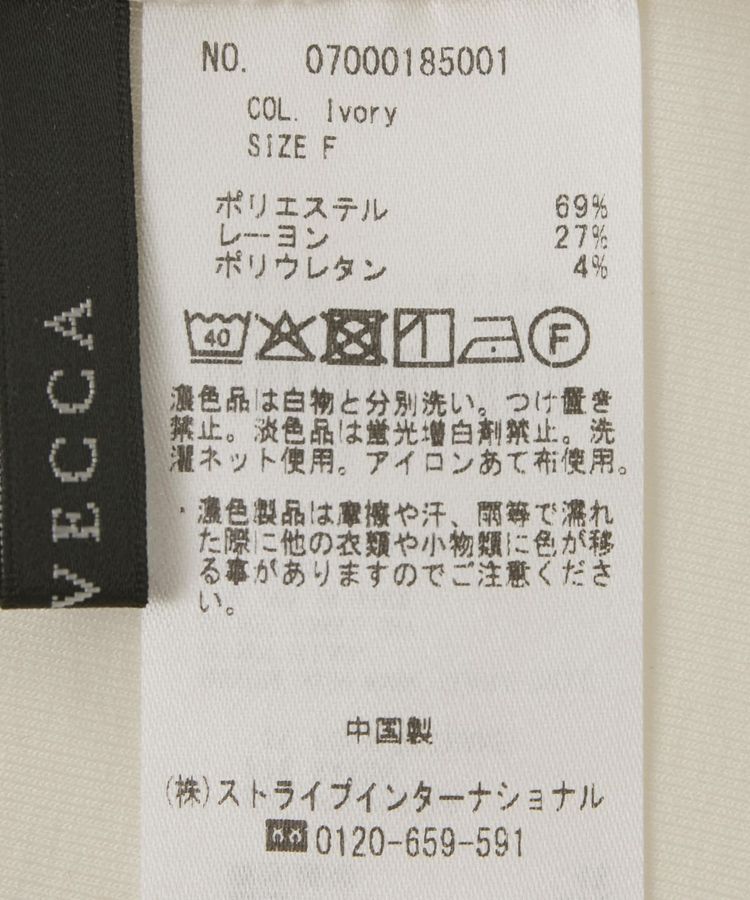 NO. 07000185001
COL. Ivory
SIZE F
ポリエステル 69%
レーヨン 27%
ポリウレタン 4%
40
F
濃色品は白物と分別洗い。つけ置き
禁止。淡色品は蛍光増白剤禁止。洗
濯ネット使用。アイロンあて布使用。
・濃色製品は摩擦や汗、雨等で濡れ
た際に他の衣類や小物類に色が移
る事がありますのでご注意くださ
い。
中国製
(株)ストライプインターナショナル
0120-659-591
VECCA